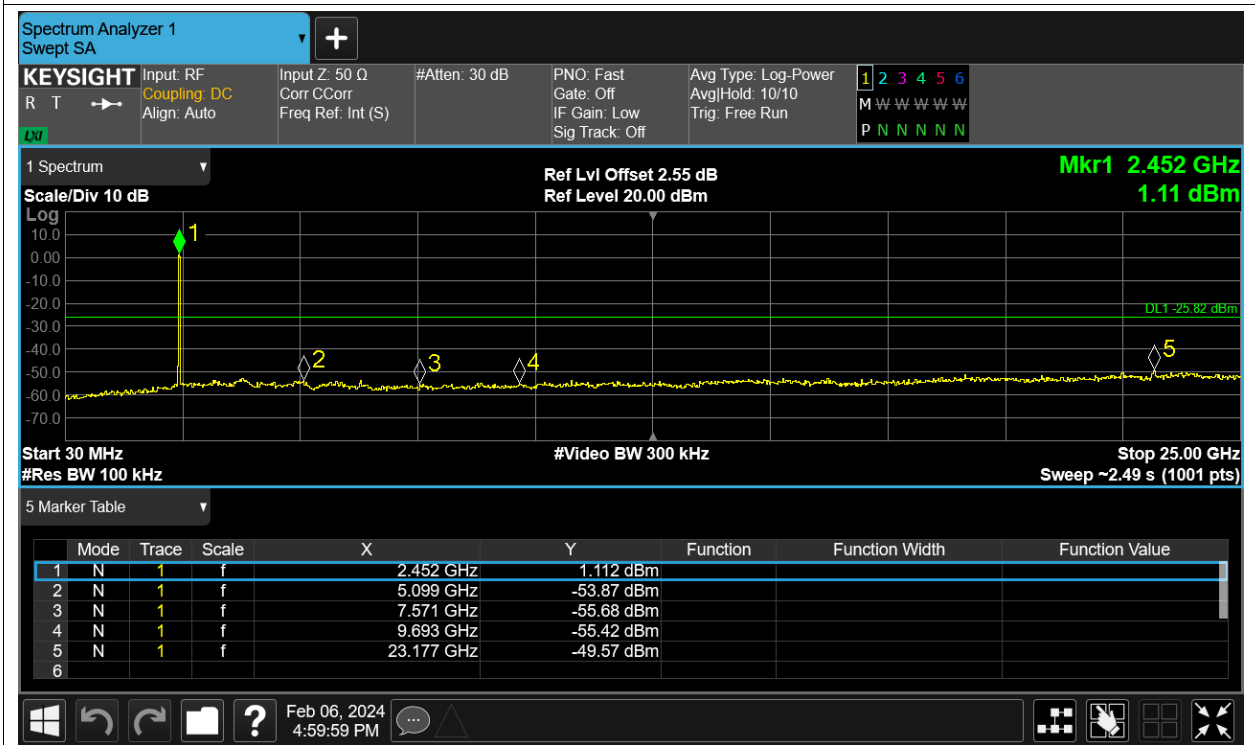 Spectrum Analyzer 1
Swept SA
KEYSIGHT
R T
LXI
Input: RF
Coupling: DC
Align: Auto
Input Z: 50 Ω
Corr CCorr
Freq Ref: Int (S)
#Atten: 30 dB
PNO: Fast
Gate: Off
IF Gain: Low
Sig Track: Off
Avg Type: Log-Power
Avg|Hold: 10/10
Trig: Free Run
1 2 3 4 5 6
M W W W W W
P N N N N N
1 Spectrum
Scale/Div 10 dB
Ref Lvl Offset 2.55 dB
Ref Level 20.00 dBm
Mkr1 2.452 GHz
1.11 dBm
Log
10.0
0.00
-10.0
-20.0
-30.0
-40.0
-50.0
-60.0
-70.0
1
2
3
4
5
DL1 -25.82 dBm
Start 30 MHz
#Video BW 300 kHz
Stop 25.00 GHz
#Res BW 100 kHz
Sweep ~2.49 s (1001 pts)
5 Marker Table
Mode Trace Scale X Y Function Function Width Function Value
1 N 1 f 2.452 GHz 1.112 dBm
2 N 1 f 5.099 GHz -53.87 dBm
3 N 1 f 7.571 GHz -55.68 dBm
4 N 1 f 9.693 GHz -55.42 dBm
5 N 1 f 23.177 GHz -49.57 dBm
6
?
Feb 06, 2024
4:59:59 PM